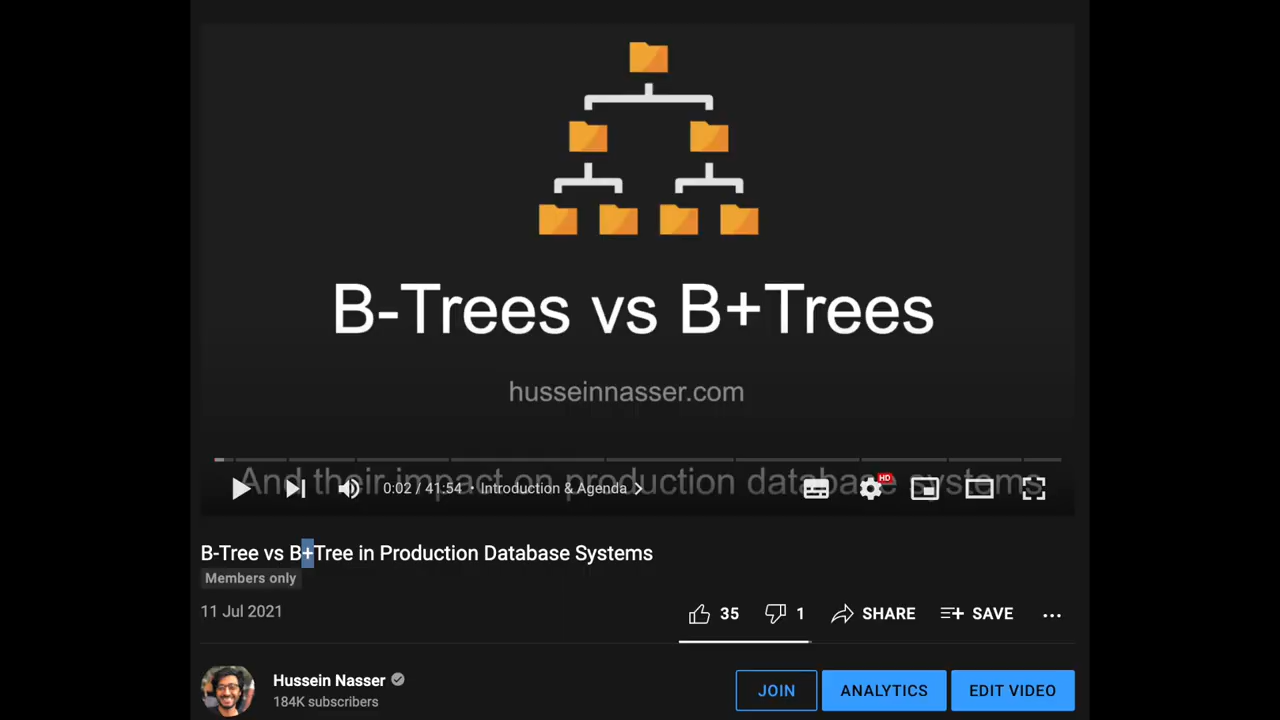 B-Trees vs B+Trees
husseinnasser.com
And their impact on production database systems
0:02 / 41:54 • Introduction & Agenda
HD
B-Tree vs B+Tree in Production Database Systems
Members only
11 Jul 2021
35 1 SHARE SAVE ...
Hussein Nasser
184K subscribers
JOIN ANALYTICS EDIT VIDEO